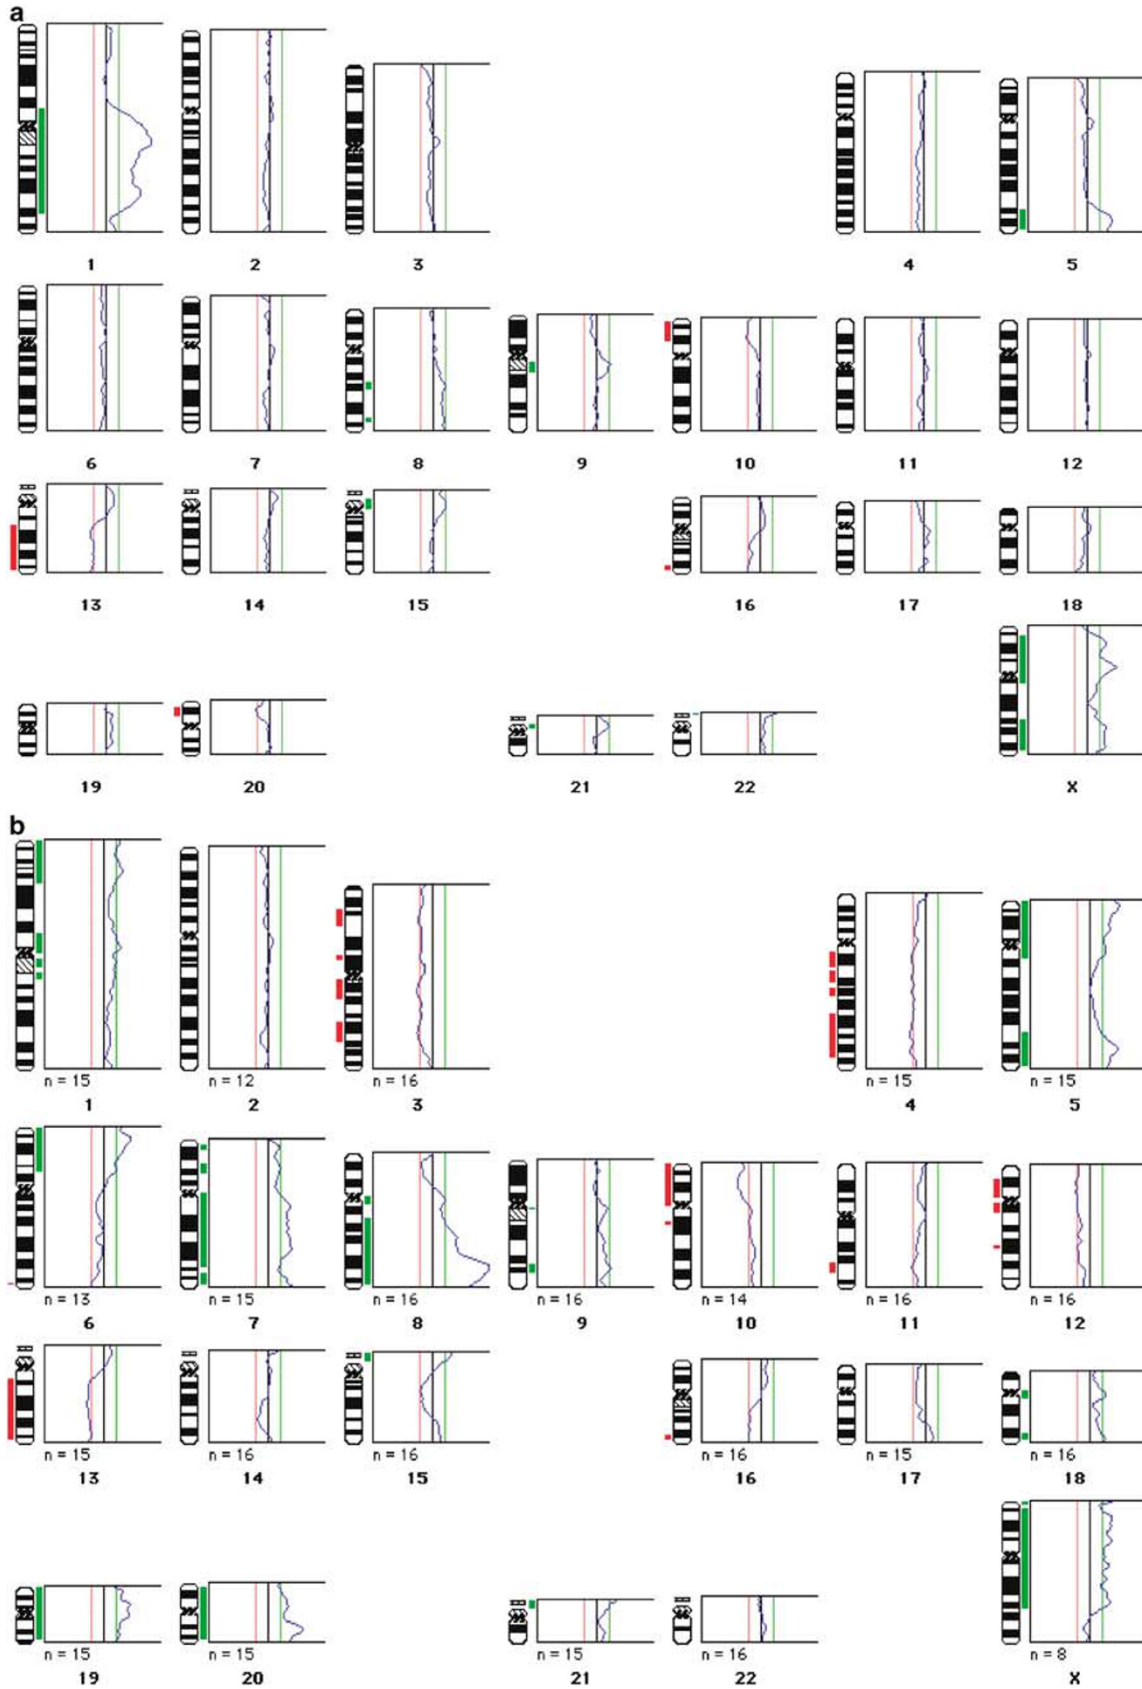 a
1 2 3 4 5
6 7 8 9 10 11 12
13 14 15 16 17 18
19 20 21 22 X
b
n = 15 n = 12 n = 16 n = 15 n = 15
1 2 3 4 5
n = 13 n = 15 n = 16 n = 16 n = 14 n = 16 n = 16
6 7 8 9 10 11 12
n = 15 n = 16 n = 16 n = 16 n = 15 n = 16
13 14 15 16 17 18
n = 15 n = 15 n = 15 n = 16 n = 8
19 20 21 22 X